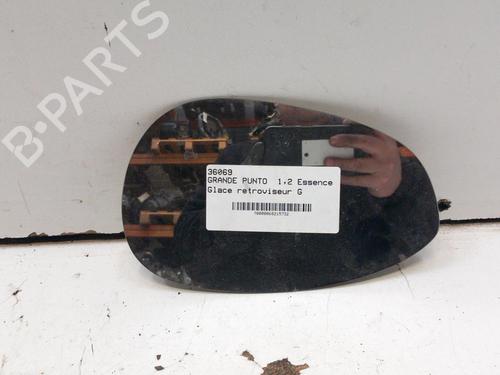 B-PARTS
36069
GRANDE PUNTO 1.2 Essence
Glace retroviseur G